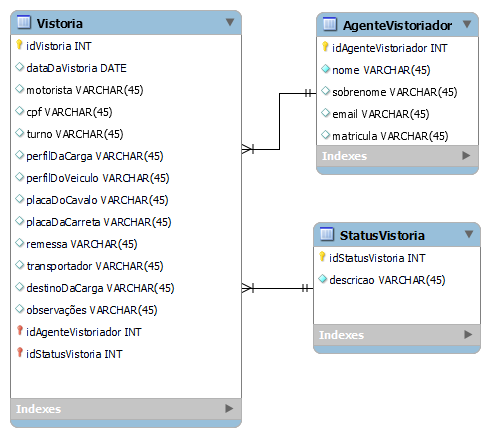 Vistoria
idVistoria INT
dataDaVistoria DATE
motorista VARCHAR(45)
cpf VARCHAR(45)
turno VARCHAR(45)
perfilDaCarga VARCHAR(45)
perfilDoVeiculo VARCHAR(45)
placaDoCavalo VARCHAR(45)
placaDaCarreta VARCHAR(45)
remessa VARCHAR(45)
transportador VARCHAR(45)
destinoDaCarga VARCHAR(45)
observações VARCHAR(45)
idAgenteVistoriador INT
idStatusVistoria INT
Indexes
AgenteVistoriador
idAgenteVistoriador INT
nome VARCHAR(45)
sobrenome VARCHAR(45)
email VARCHAR(45)
matricula VARCHAR(45)
Indexes
StatusVistoria
idStatusVistoria INT
descricao VARCHAR(45)
Indexes